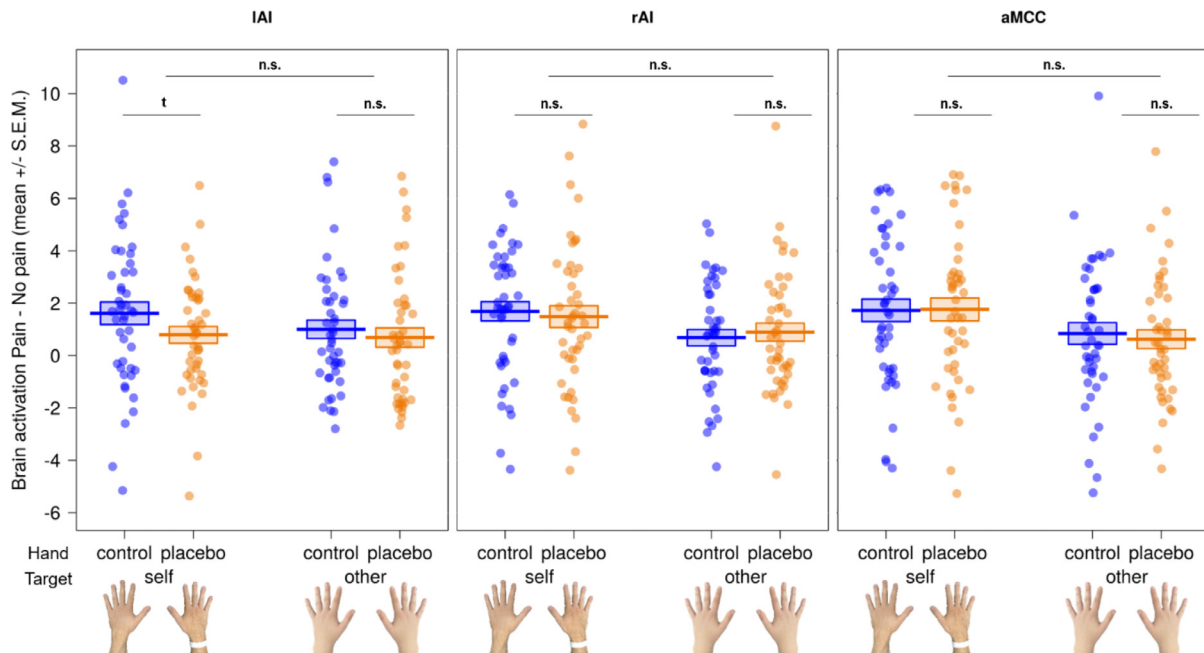 lAI rAI aMCC
Brain activation Pain - No pain (mean +/- S.E.M.)
10
8
6
4
2
0
-2
-4
-6
n.s. n.s. n.s.
t n.s. n.s. n.s. n.s. n.s.
Hand control placebo control placebo control placebo control placebo control placebo control placebo
Target self other self other self other